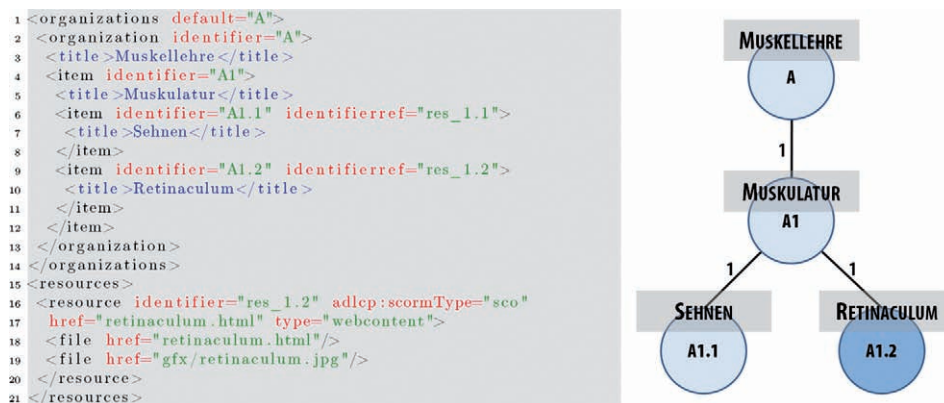 1 <organizations default="A">
2 <organization identifier="A">
3 <title>Muskellehre</title>
4 <item identifier="A1">
5 <title>Muskulatur</title>
6 <item identifier="A1.1" identifierref="res_1.1">
7 <title>Sehnen</title>
8 </item>
9 <item identifier="A1.2" identifierref="res_1.2">
10 <title>Retinaculum</title>
11 </item>
12 </item>
13 </organization>
14 </organizations>
15 <resources>
16 <resource identifier="res_1.2" adlcp:scormType="sco"
17 href="retinaculum.html" type="webcontent">
18 <file href="retinaculum.html"/>
19 <file href="gfx/retinaculum.jpg"/>
20 </resource>
21 </resources>
MUSKELLEHRE
A
1
MUSKULATUR
A1
1 1
SEHNEN RETINACULUM
A1.1 A1.2